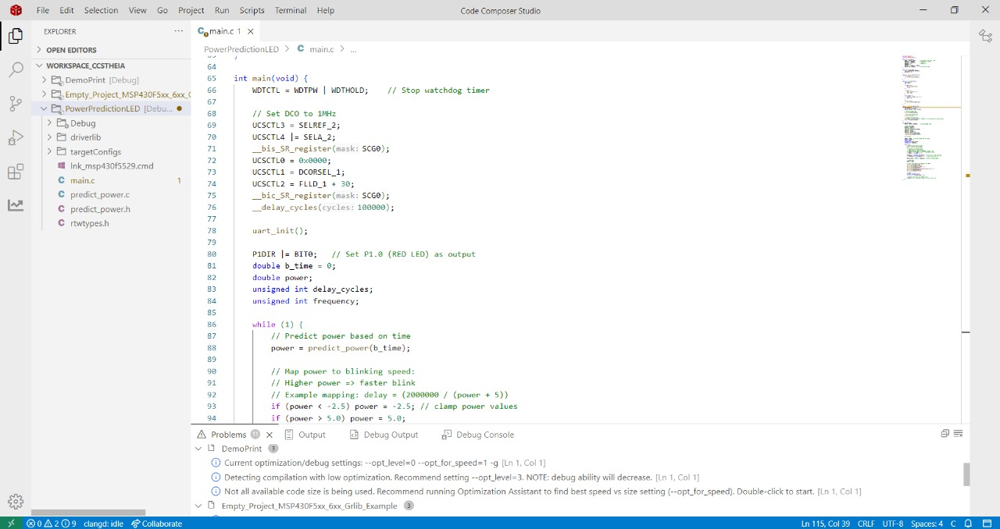 File Edit Selection View Go Project Run Scripts Terminal Help
Code Composer Studio
EXPLORER
OPEN EDITORS
WORKSPACE_CCSTHEIA
DemoPrint [Debug]
Empty_Project_MSP430F5xx_6xx_
PowerPredictionLED [Debu...
Debug
driverlib
targetConfigs
lnk_msp430f5529.cmd
main.c 1
predict_power.c
predict_power.h
rtwtypes.h
main.c 1
PowerPredictionLED > main.c > ...
64
65 int main(void) {
66 WDTCTL = WDTPW | WDTHOLD; // Stop watchdog timer
67
68 // Set DCO to 1MHz
69 UCSCTL3 = SELREF_2;
70 UCSCTL4 |= SELA_2;
71 __bis_SR_register(mask: SCG0);
72 UCSCTL0 = 0x0000;
73 UCSCTL1 = DCORSEL_1;
74 UCSCTL2 = FLLD_1 + 30;
75 __bic_SR_register(mask: SCG0);
76 __delay_cycles(cycles: 100000);
77
78 uart_init();
79
80 P1DIR |= BIT0; // Set P1.0 (RED LED) as output
81 double b_time = 0;
82 double power;
83 unsigned int delay_cycles;
84 unsigned int frequency;
85
86 while (1) {
87 // Predict power based on time
88 power = predict_power(b_time);
89
90 // Map power to blinking speed:
91 // Higher power => faster blink
92 // Example mapping: delay = (2000000 / (power + 5))
93 if (power < -2.5) power = -2.5; // clamp power values
94 if (power > 5.0) power = 5.0;
Problems 11 Output Debug Output Debug Console
DemoPrint 3
Current optimization/debug settings: --opt_level=0 --opt_for_speed=1 -g [Ln 1, Col 1]
Detecting compilation with low optimization. Recommend setting --opt_level=3. NOTE: debug ability will decrease. [Ln 1, Col 1]
Not all available code size is being used. Recommend running Optimization Assistant to find best speed vs size setting (--opt_for_speed). Double-click to start. [Ln 1, Col 1]
Empty_Project_MSP430F5xx_6xx_Grlib_Example 3
0 2 9 clangd: idle Collaborate
Ln 115, Col 39 CRLF UTF-8 Spaces: 4 C